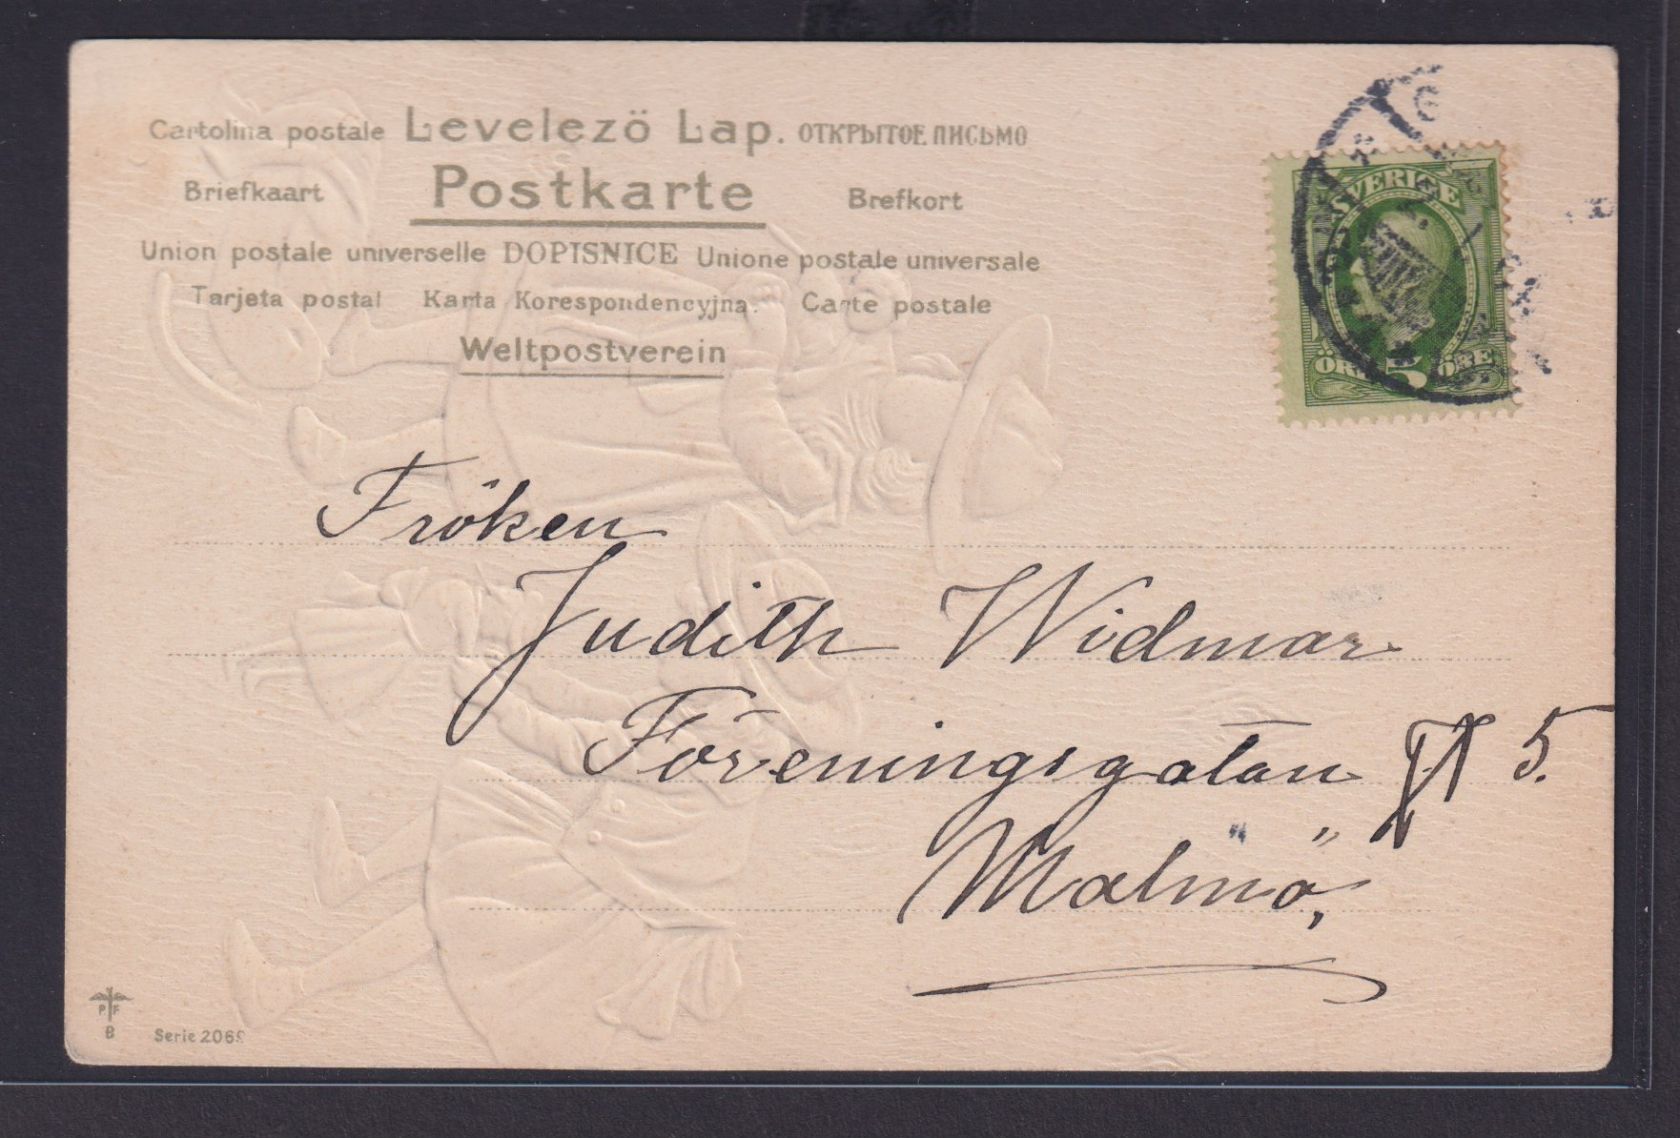 Cartolina postale Levelezö Lap. ОТКРЫТОЕ ПИСЬМО
Briefkaart Postkarte Brefkort
Union postale universelle DOPISNICE Unione postale universale
Tarjeta postal Karta Korespondencyjna. Carte postale
Weltpostverein
SVERIGE
ÖRE 5 ÖRE
Fröken
Judith Widmar
Föreningsgatan 5.
Malmö,
P F
B
Serie 2069